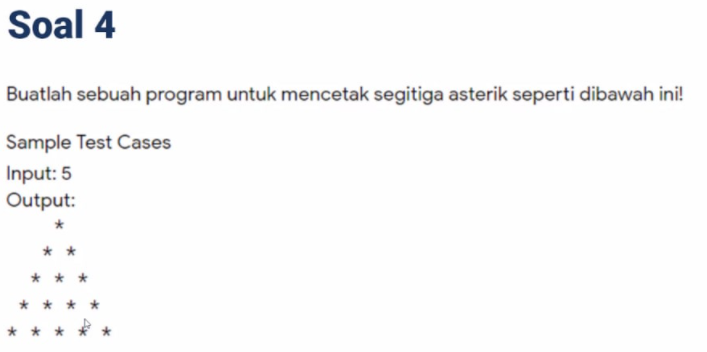 Soal 4
Buatlah sebuah program untuk mencetak segitiga asterik seperti dibawah ini!
Sample Test Cases
Input: 5
Output:
*
* *
* * *
* * * *
* * * * *